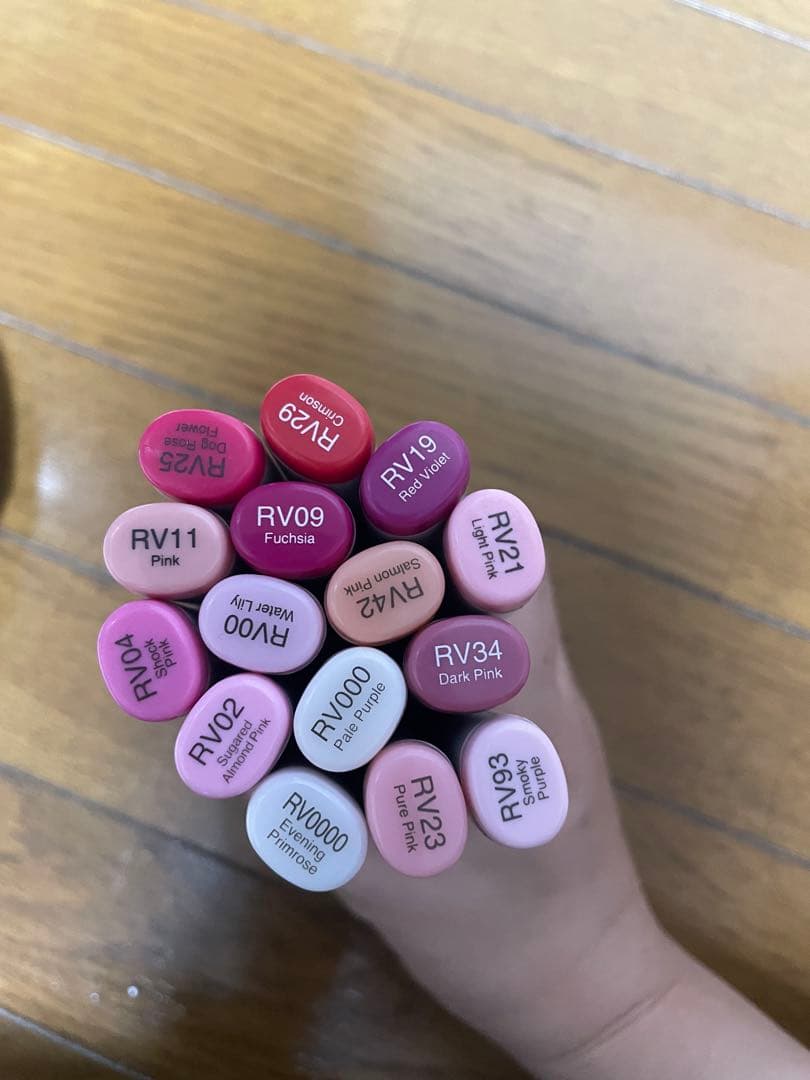 RV29
Crimson
RV25
Dog Rose
Flower
RV19
Red Violet
RV09
Fuchsia
RV11
Pink
RV21
Light Pink
RV42
Salmon Pink
RV00
Water Lily
RV04
Shock
Pink
RV34
Dark Pink
RV000
Pale Purple
RV02
Sugared
Almond Pink
RV93
Smoky
Purple
RV23
Pure Pink
RV0000
Evening
Primrose